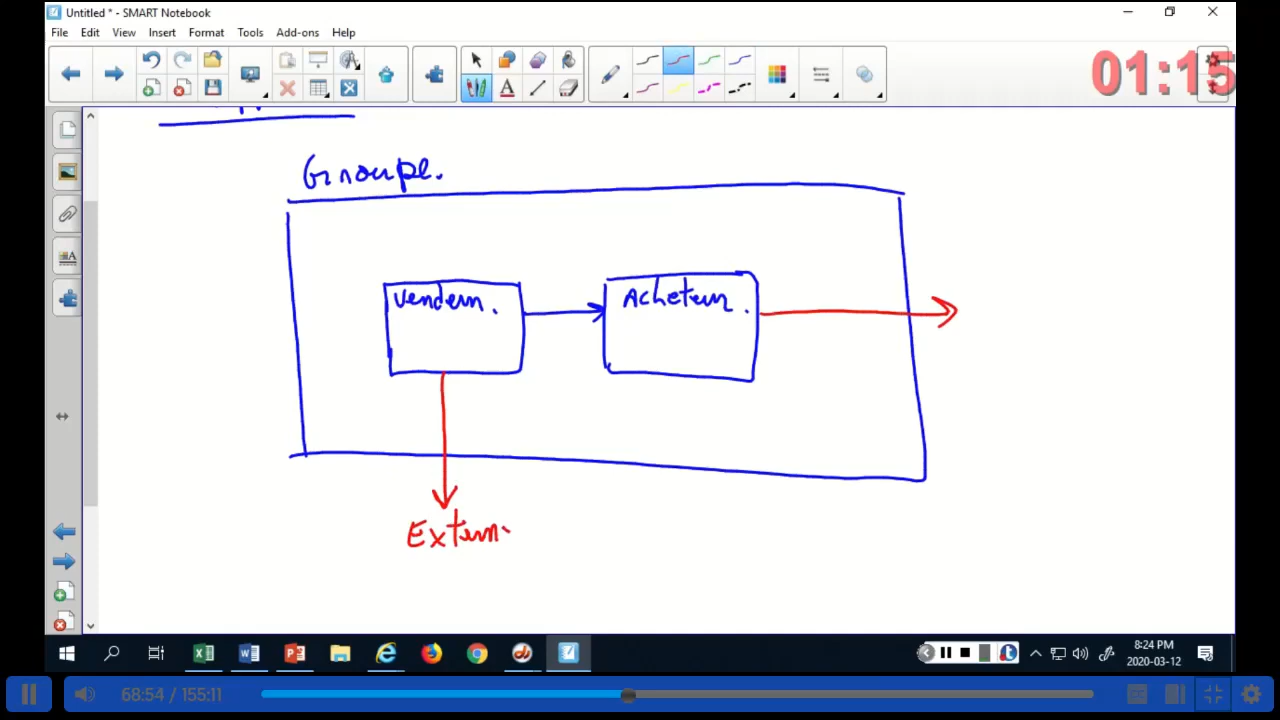 Untitled * - SMART Notebook
File Edit View Insert Format Tools Add-ons Help
01:15
Groupe.
Vendeur.
Acheteur.
Extern.
8:24 PM
2020-03-12
68:54 / 155:11